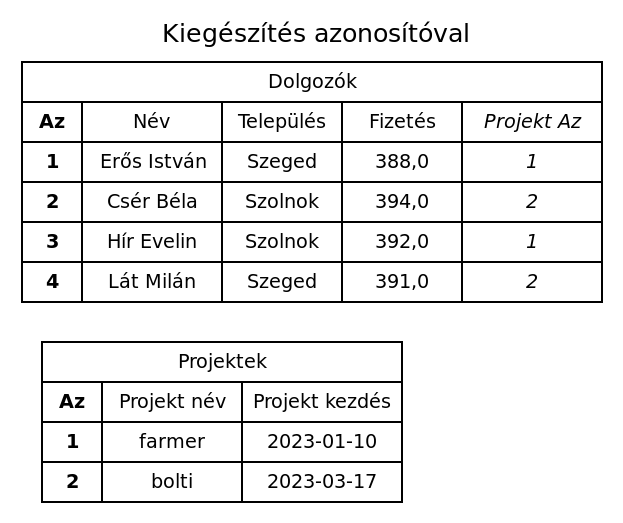 Kiegészítés azonosítóval
Dolgozók
Az Név Település Fizetés Projekt Az
1 Erős István Szeged 388,0 1
2 Csér Béla Szolnok 394,0 2
3 Hír Evelin Szolnok 392,0 1
4 Lát Milán Szeged 391,0 2
Projektek
Az Projekt név Projekt kezdés
1 farmer 2023-01-10
2 bolti 2023-03-17